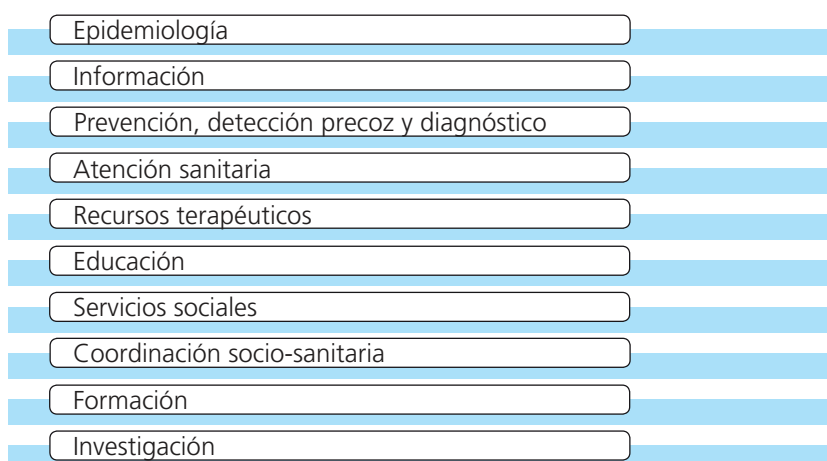 Epidemiología
Información
Prevención, detección precoz y diagnóstico
Atención sanitaria
Recursos terapéuticos
Educación
Servicios sociales
Coordinación socio-sanitaria
Formación
Investigación